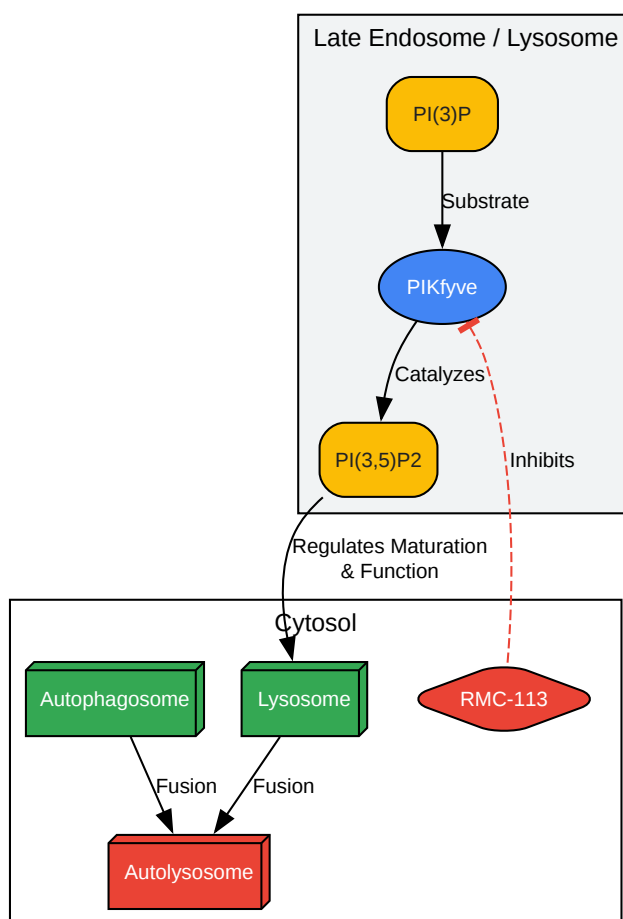 Late Endosome / Lysosome
PI(3)P
Substrate
PIKfyve
Catalyzes
PI(3,5)P2
Inhibits
Regulates Maturation
& Function
Cytosol
Autophagosome
Lysosome
RMC-113
Fusion
Fusion
Autolysosome